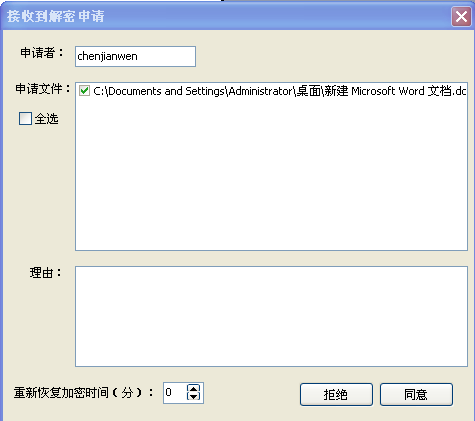 接收到解密申请
申请者： chenjianwen
申请文件： C:\Documents and Settings\Administrator\桌面\新建 Microsoft Word 文档.dc
全选
理由：
重新恢复加密时间（分）： 0 拒绝 同意